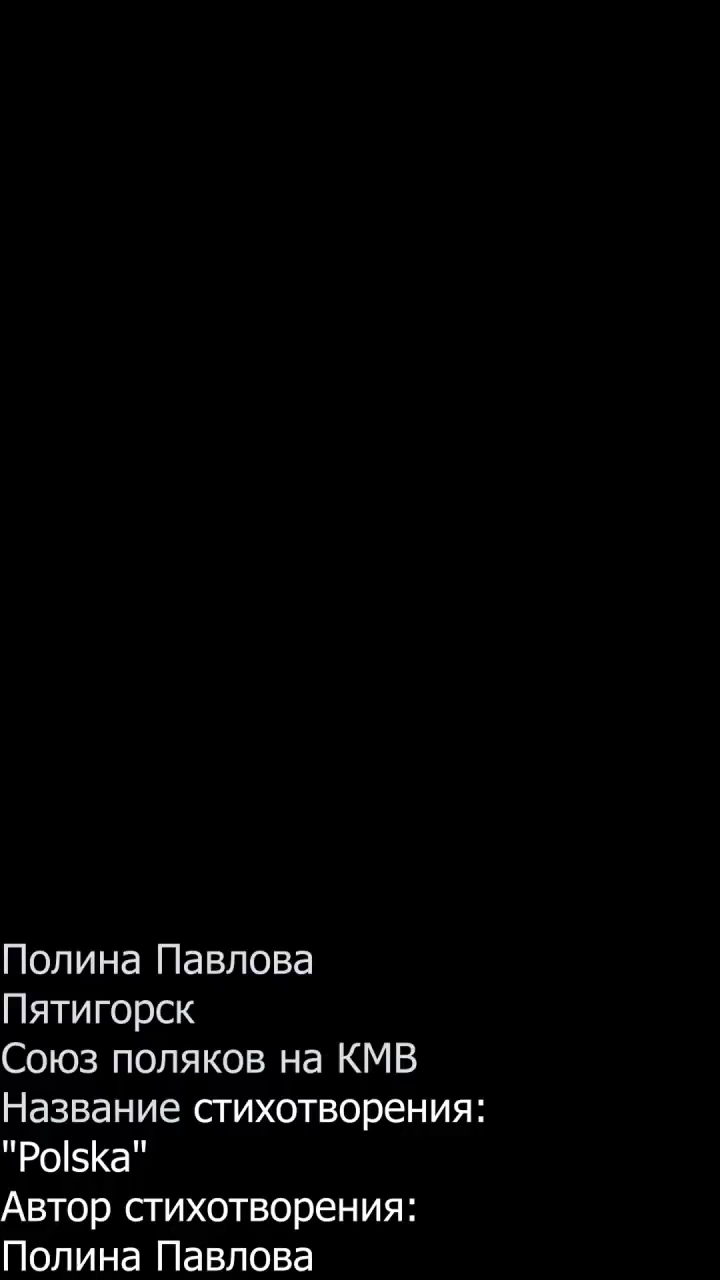 Полина Павлова
Пятигорск
Союз поляков на КМВ
Название стихотворения:
"Polska"
Автор стихотворения:
Полина Павлова